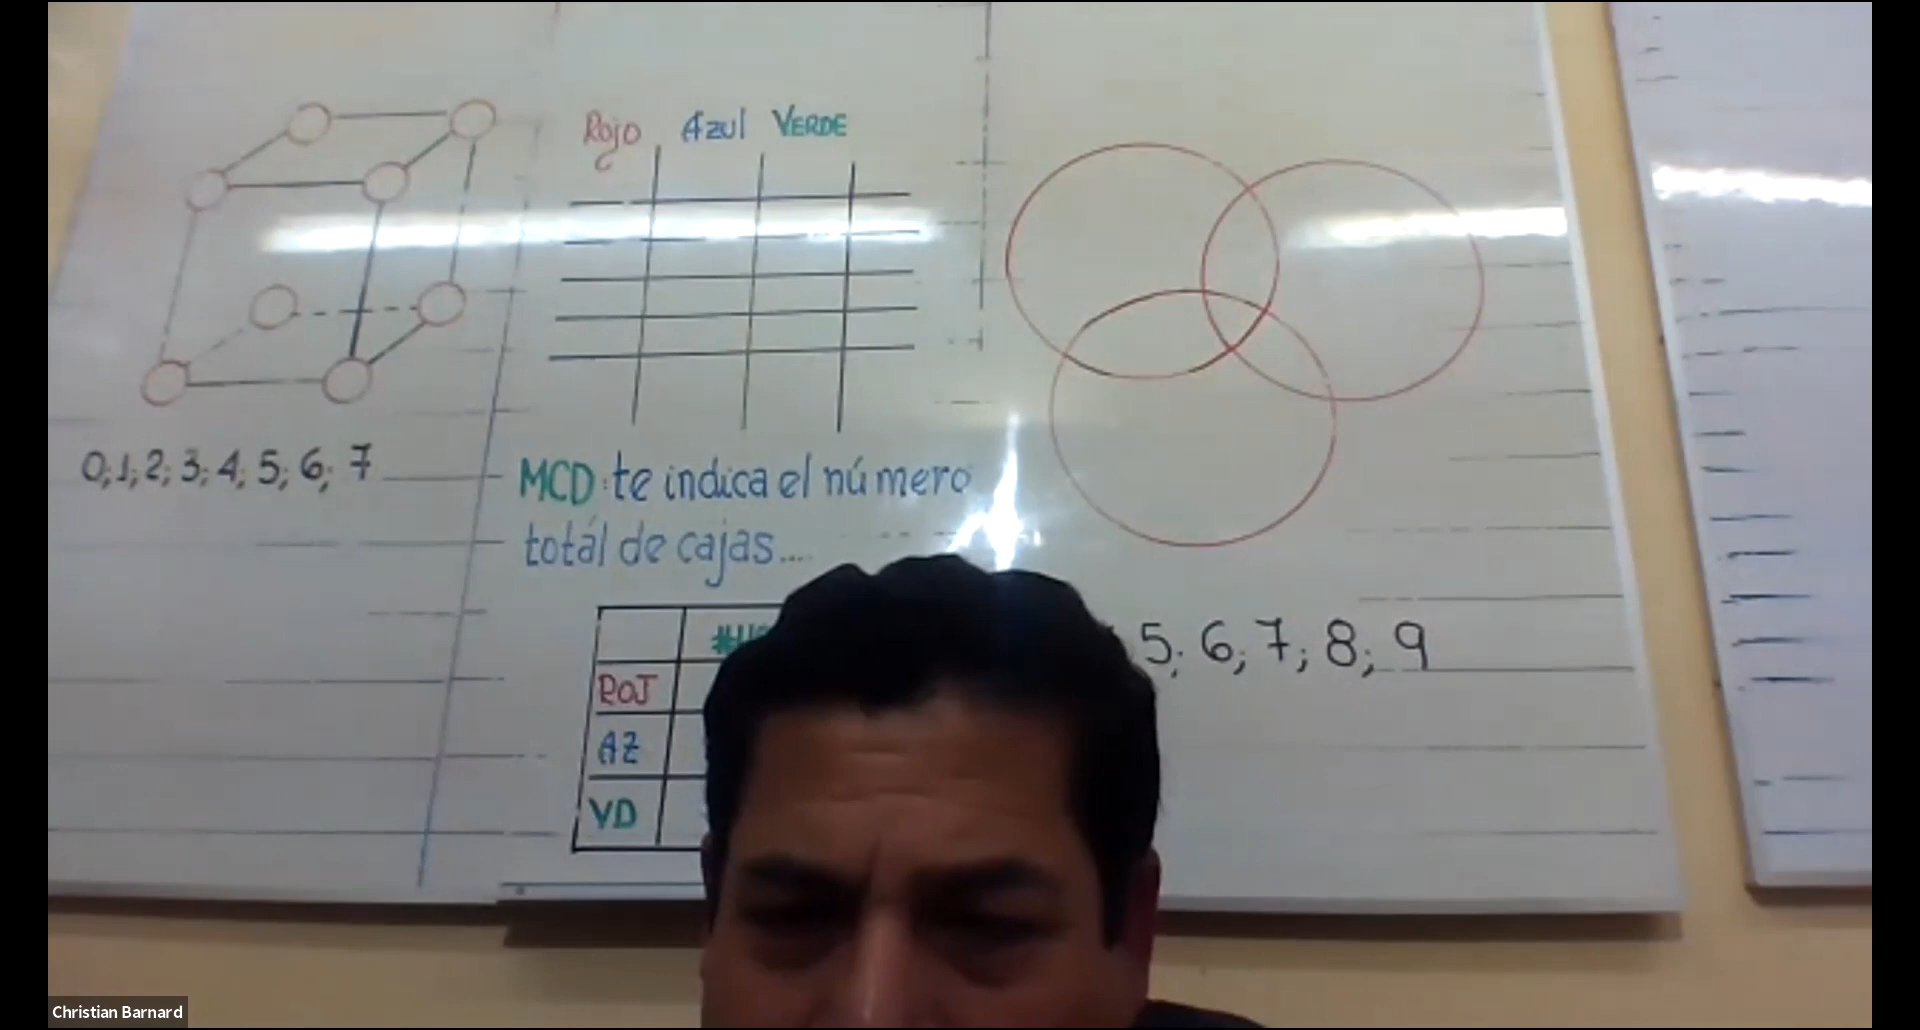 Rojo Azul VERDE
0; 1; 2; 3; 4; 5; 6; 7
MCD: te indica el número
totál de cajas...
ROJ
AZ
VD
5; 6; 7; 8; 9
Christian Barnard